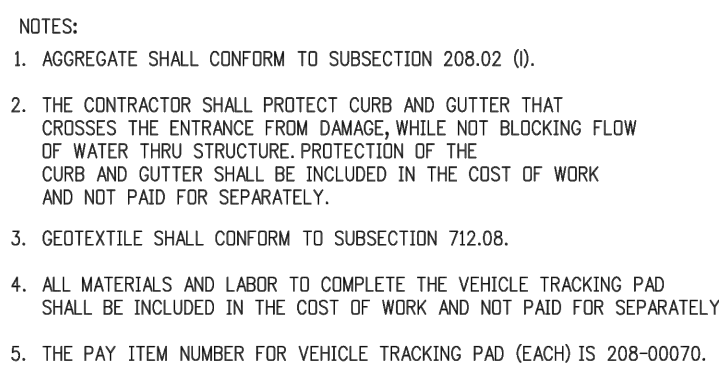 NOTES:
1. AGGREGATE SHALL CONFORM TO SUBSECTION 208.02 (I).
2. THE CONTRACTOR SHALL PROTECT CURB AND GUTTER THAT
CROSSES THE ENTRANCE FROM DAMAGE, WHILE NOT BLOCKING FLOW
OF WATER THRU STRUCTURE. PROTECTION OF THE
CURB AND GUTTER SHALL BE INCLUDED IN THE COST OF WORK
AND NOT PAID FOR SEPARATELY.
3. GEOTEXTILE SHALL CONFORM TO SUBSECTION 712.08.
4. ALL MATERIALS AND LABOR TO COMPLETE THE VEHICLE TRACKING PAD
SHALL BE INCLUDED IN THE COST OF WORK AND NOT PAID FOR SEPARATELY
5. THE PAY ITEM NUMBER FOR VEHICLE TRACKING PAD (EACH) IS 208-00070.